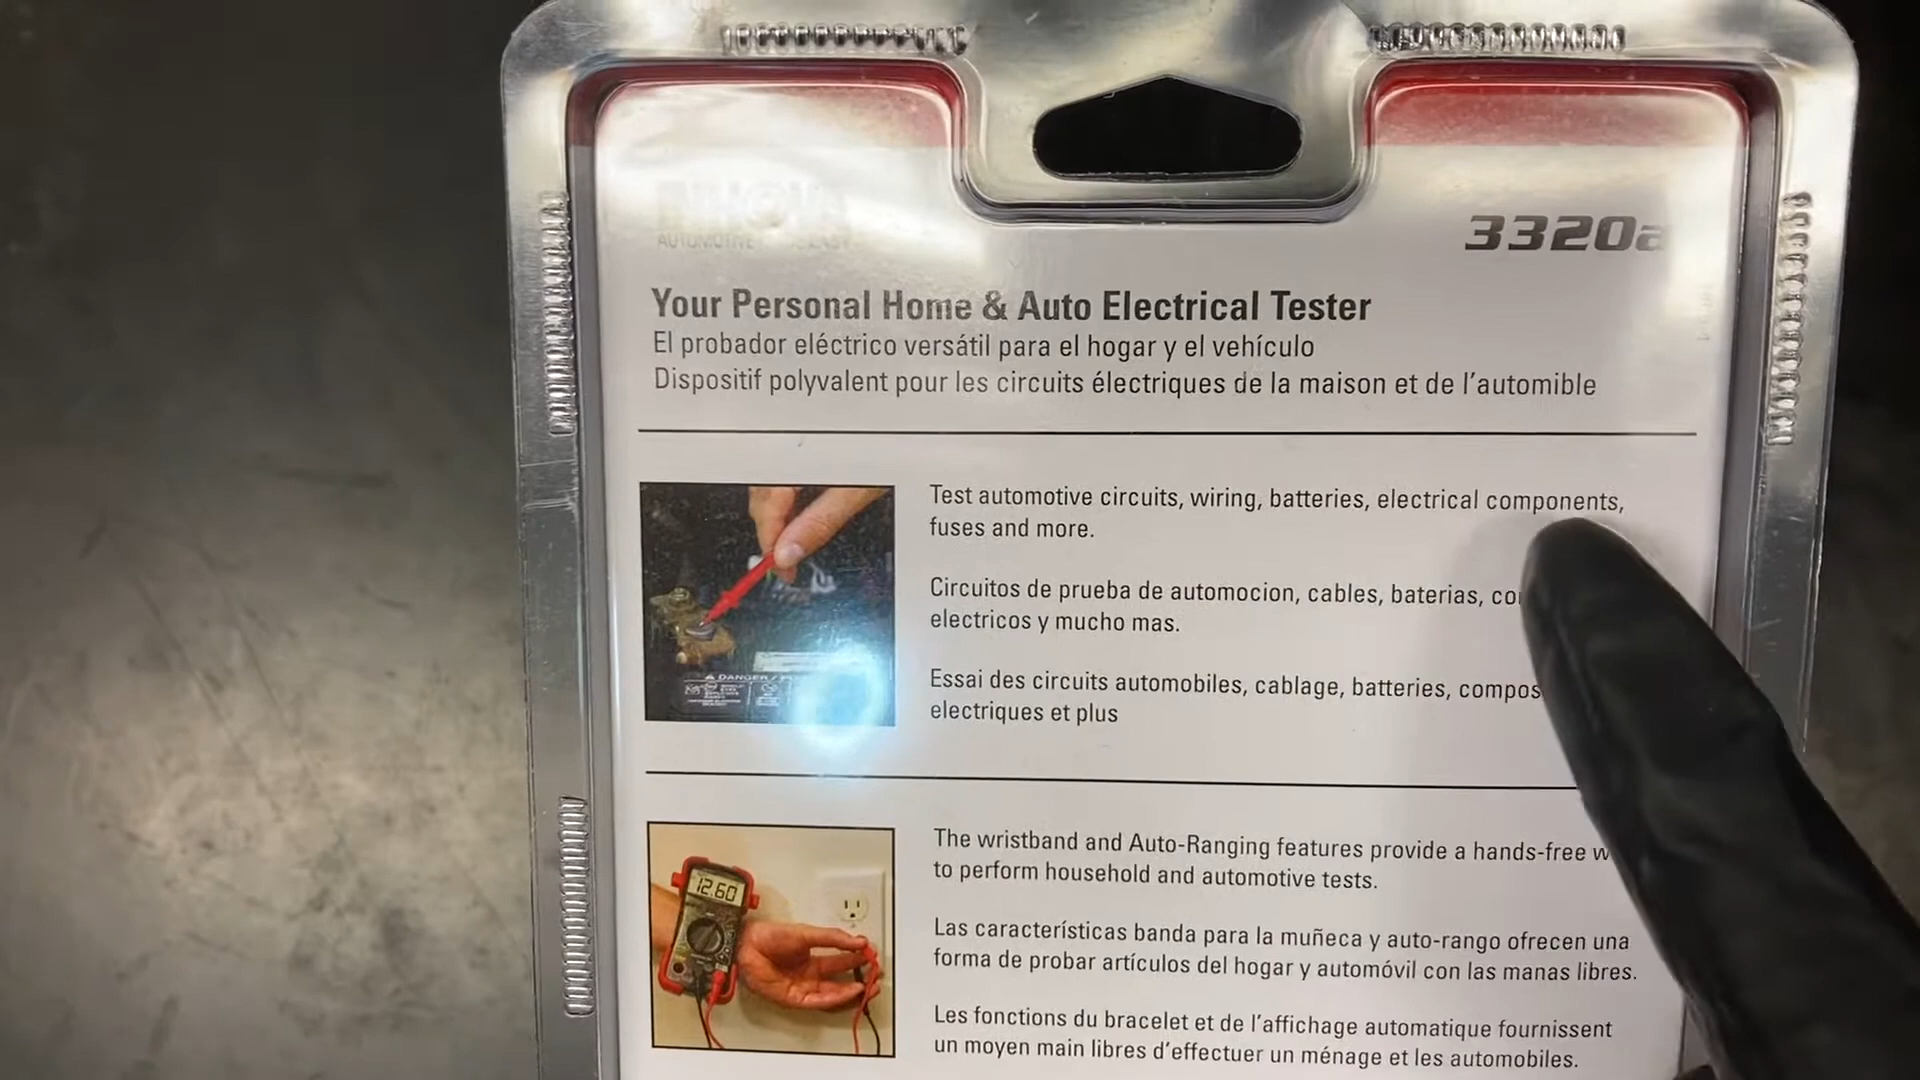 INNOVA
3320a
Your Personal Home & Auto Electrical Tester
El probador eléctrico versátil para el hogar y el vehículo
Dispositif polyvalent pour les circuits électriques de la maison et de l'automible
Test automotive circuits, wiring, batteries, electrical components,
fuses and more.
Circuitos de prueba de automocion, cables, baterias,
electricos y mucho mas.
DANGER
Essai des circuits automobiles, cablage, batteries,
electriques et plus
12.60
The wristband and Auto-Ranging features provide a hands-free
to perform household and automotive tests.
Las características banda para la muñeca y auto-rango ofrecen una
forma de probar artículos del hogar y automóvil con las manas libres.
Les fonctions du bracelet et de l'affichage automatique fournissent
un moyen main libres d'effectuer un ménage et les automobiles.